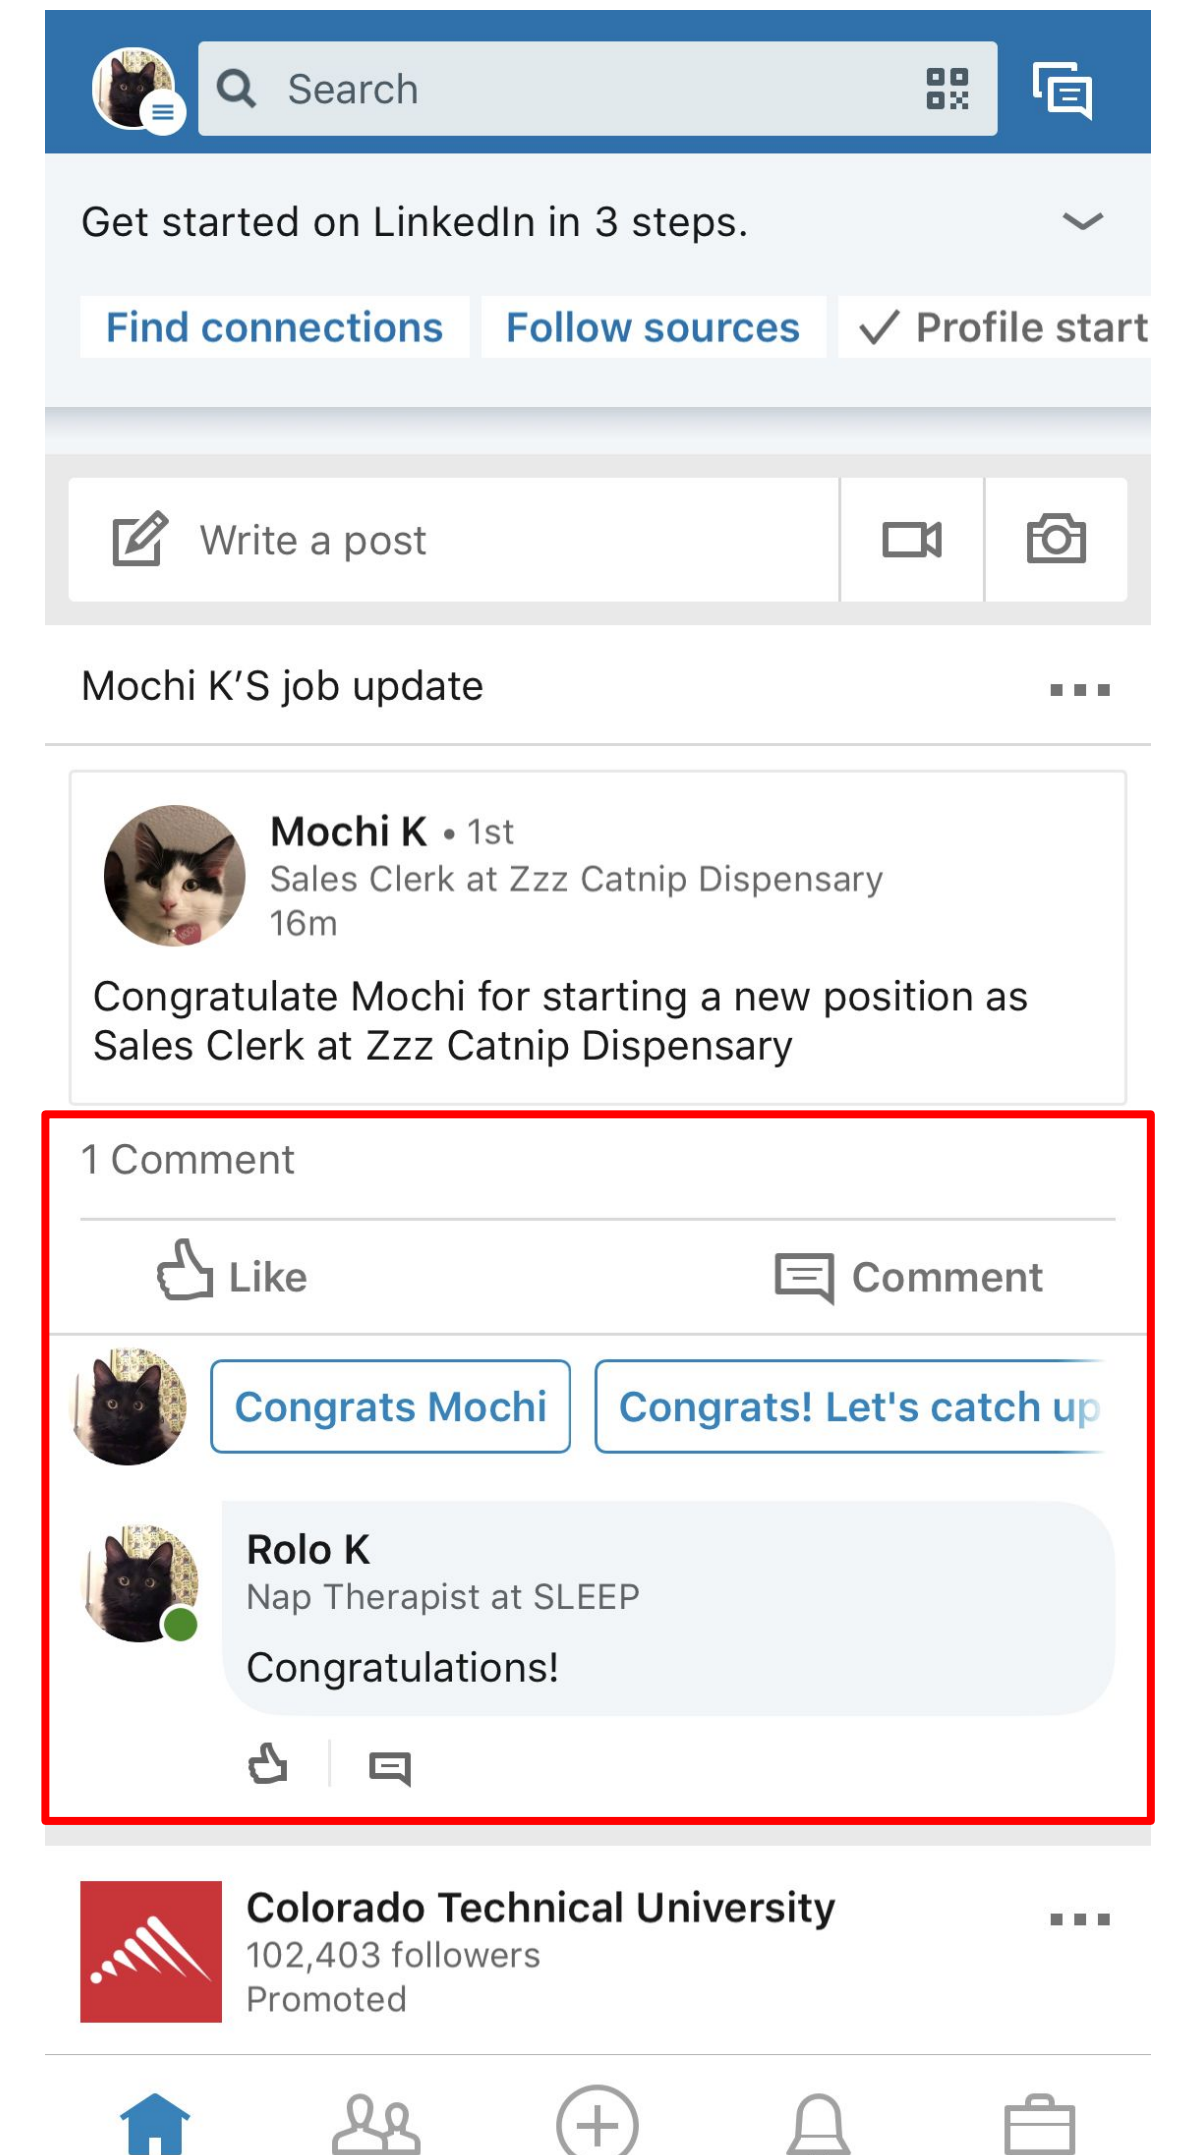 Search
Get started on LinkedIn in 3 steps.
Find connections
Follow sources
Profile start
Write a post
Mochi K'S job update
Mochi K • 1st
Sales Clerk at Zzz Catnip Dispensary
16m
Congratulate Mochi for starting a new position as
Sales Clerk at Zzz Catnip Dispensary
1 Comment
Like
Comment
Congrats Mochi
Congrats! Let's catch up
Rolo K
Nap Therapist at SLEEP
Congratulations!
Colorado Technical University
102,403 followers
Promoted